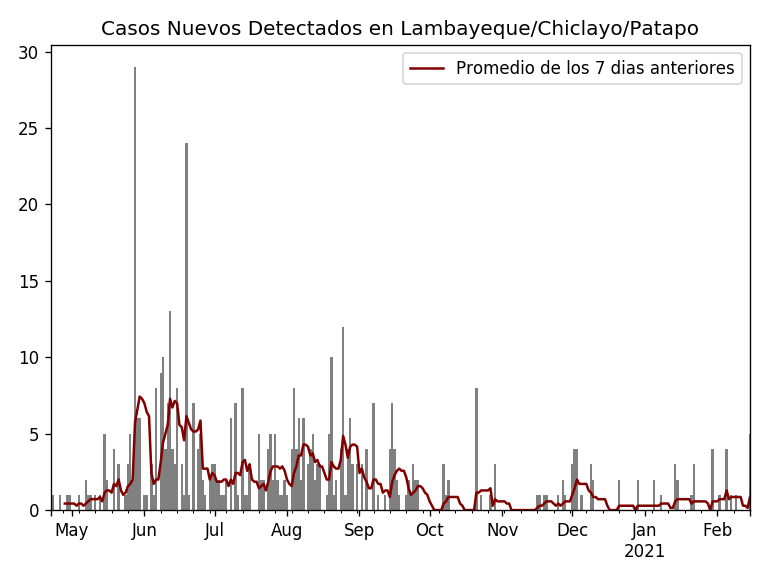 Casos Nuevos Detectados en Lambayeque/Chiclayo/Patapo
Promedio de los 7 dias anteriores
30
25
20
15
10
5
0
May Jun Jul Aug Sep Oct Nov Dec Jan Feb
2021